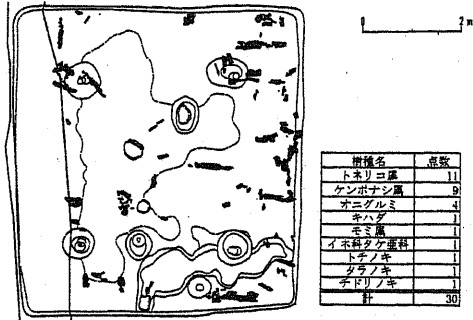 0 2m
樹種名 点数
トネリコ属 11
ケンポナシ属 9
オニグルミ 4
キハダ 1
モミ属 1
イネ科タケ亜科 1
トチノキ 1
タラノキ 1
チドリノキ 1
計 30